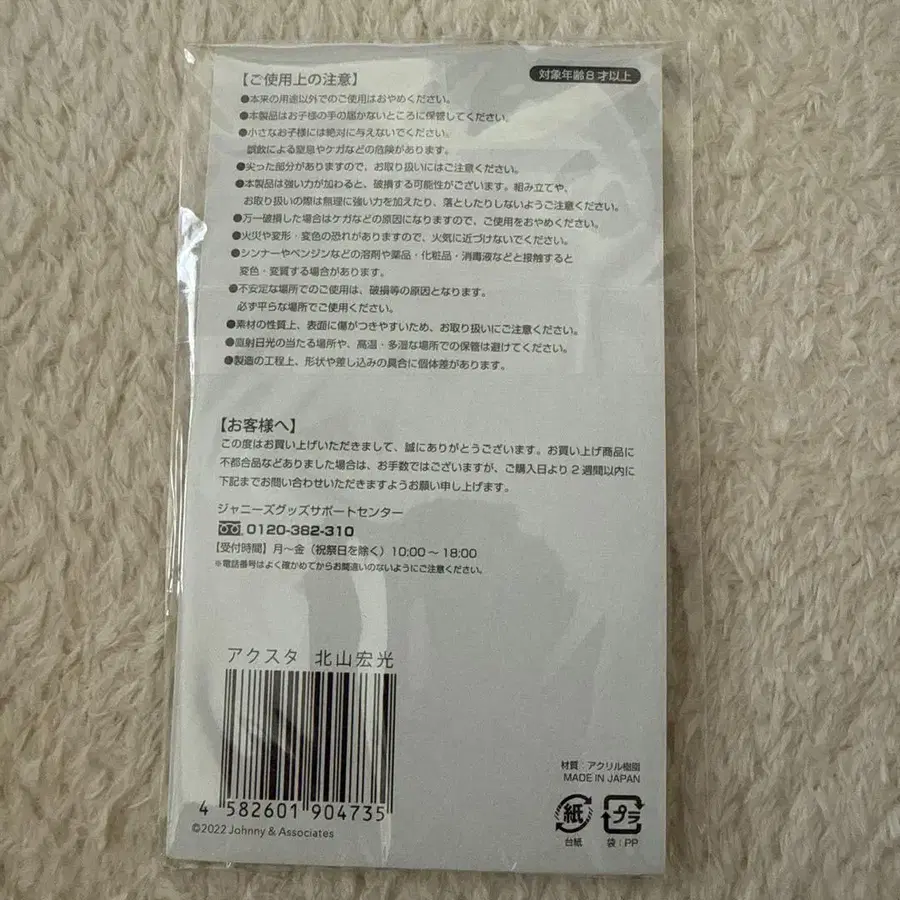 対象年齢8才以上
【ご使用上の注意】
●本来の用途以外でのご使用はおやめください。
●本製品はお子様の手の届かないところに保管してください。
●小さなお子様には絶対に与えないでください。
誤飲による窒息やケガなどの危険があります。
●尖った部分がありますので、お取り扱いにはご注意ください。
●本製品は強い力が加わると、破損する可能性がございます。組み立てや、
お取り扱いの際は無理に強い力を加えたり、落としたりしないようご注意ください。
●万一破損した場合はケガなどの原因になりますので、ご使用をおやめください。
●火災や変形・変色の恐れがありますので、火気に近づけないでください。
●シンナーやベンジンなどの溶剤や薬品・化粧品・消毒液などと接触すると
変色・変質する場合があります。
●不安定な場所でのご使用は、破損等の原因となります。
必ず平らな場所でご使用ください。
●素材の性質上、表面に傷がつきやすいため、お取り扱いにご注意ください。
●直射日光の当たる場所や、高温・多湿な場所での保管は避けてください。
●製造の工程上、形状や差し込みの具合に個体差があります。
【お客様へ】
この度はお買い上げいただきまして、誠にありがとうございます。お買い上げ商品に
不都合品などありました場合は、お手数ではございますが、ご購入日より2週間以内に
下記までお問い合わせいただきますようお願い申し上げます。
ジャニーズグッズサポートセンター
0120-382-310
【受付時間】月～金（祝祭日を除く）10:00～18:00
※電話番号はよく確かめてからお間違いのないようにご注意ください。
アクスタ 北山宏光
4 582601 904735
©2022 Johnny & Associates
材質：アクリル樹脂
MADE IN JAPAN
紙 プラ
台紙 袋：PP